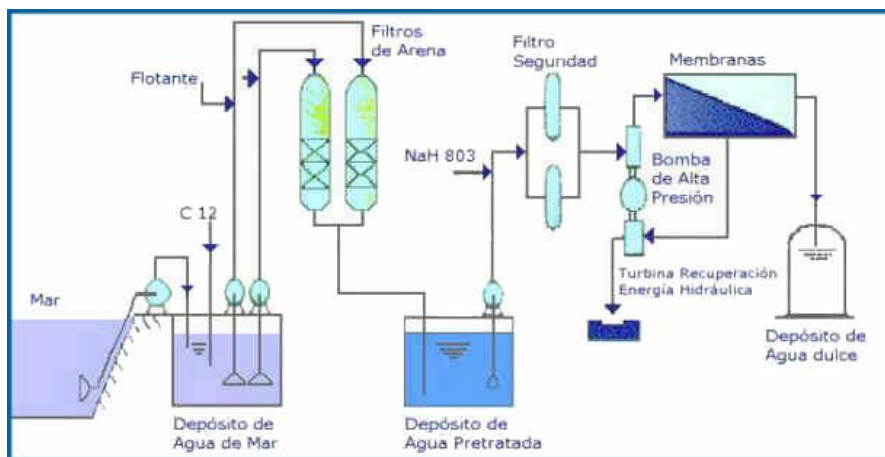 Filtros
de Arena
Filtro
Seguridad
Membranas
Flotante
NaH 803
Bomba
de Alta
Presión
C 12
Mar
Turbina Recuperación
Energía Hidráulica
Depósito de
Agua dulce
Depósito de
Agua de Mar
Depósito de
Agua Pretratada